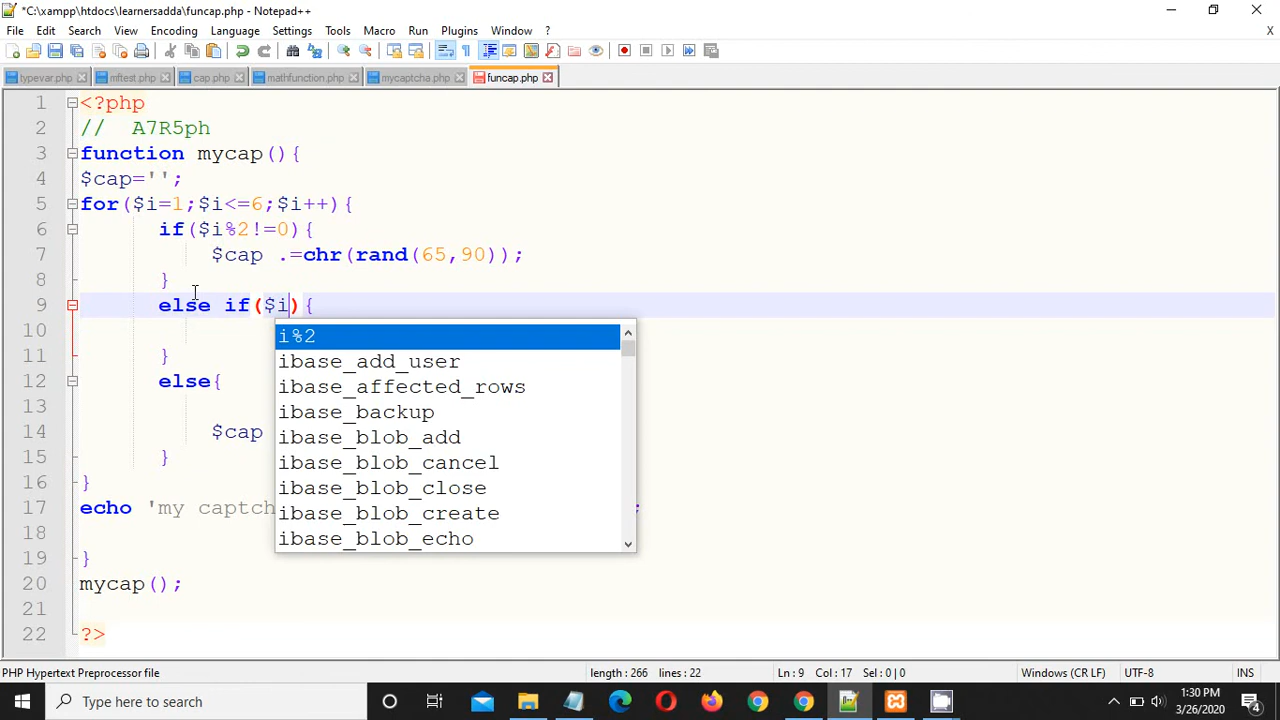 *C:\xampp\htdocs\learnersadda\funcap.php - Notepad++
File Edit Search View Encoding Language Settings Tools Macro Run Plugins Window ? X
typevar.php mftest.php cap.php mathfunction.php mycaptcha.php funcap.php
1 <?php
2 //  A7R5ph
3 function mycap(){
4 $cap='';
5 for($i=1;$i<=6;$i++){
6 if($i%2!=0){
7 $cap .=chr(rand(65,90));
8 }
9 else if($i){
10 i%2
ibase_add_user
11 } ibase_affected_rows
12 else{ ibase_backup
13 ibase_blob_add
14 $cap ibase_blob_cancel
15 } ibase_blob_close
16 } ibase_blob_create
17 echo 'my captch ;
18 ibase_blob_echo
19 }
20 mycap();
21
22 ?>
PHP Hypertext Preprocessor file length : 266 lines : 22 Ln : 9 Col : 17 Sel : 0 | 0 Windows (CR LF) UTF-8 INS
Type here to search 1:30 PM
3/26/2020 4